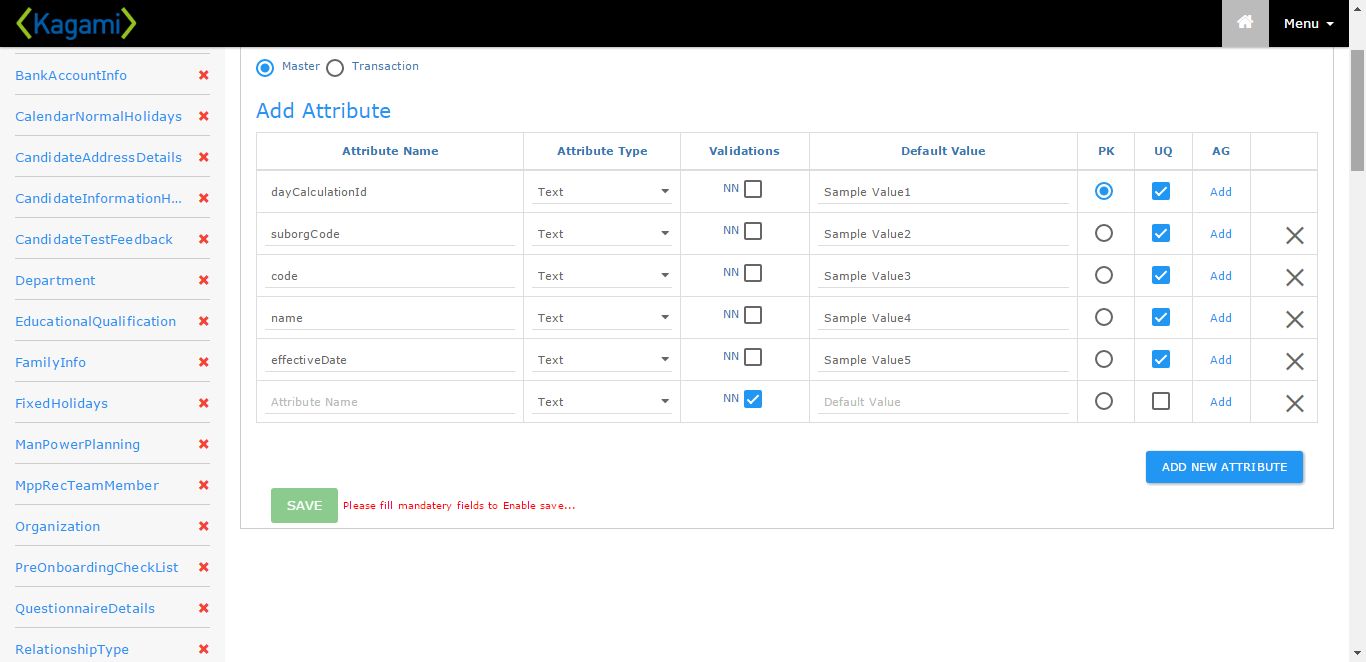 Kagami
Menu
BankAccountInfo
CalendarNormalHolidays
CandidateAddressDetails
CandidateInformationH...
CandidateTestFeedback
Department
EducationalQualification
FamilyInfo
FixedHolidays
ManPowerPlanning
MppRecTeamMember
Organization
PreOnboardingCheckList
QuestionnaireDetails
RelationshipType
Master Transaction
Add Attribute
Attribute Name Attribute Type Validations Default Value PK UQ AG
dayCalculationId Text NN Sample Value1 Add
suborgCode Text NN Sample Value2 Add
code Text NN Sample Value3 Add
name Text NN Sample Value4 Add
effectiveDate Text NN Sample Value5 Add
Attribute Name Text NN Default Value Add
ADD NEW ATTRIBUTE
SAVE Please fill mandatery fields to Enable save...